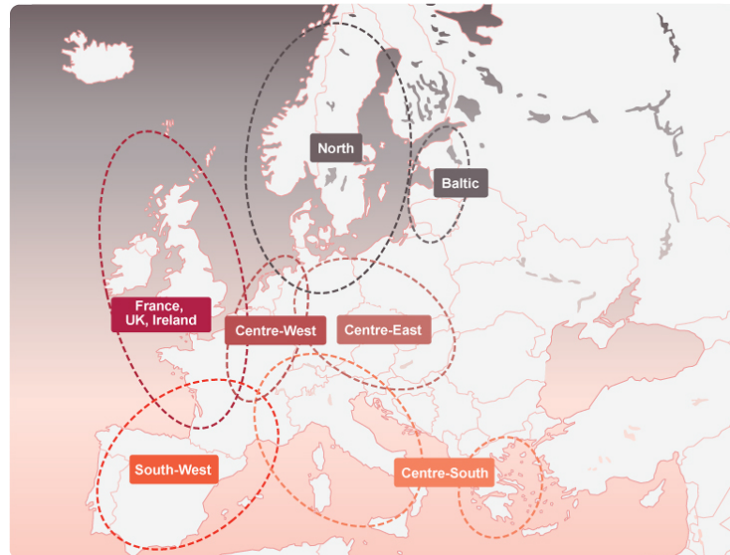 North
Baltic
France,
UK, Ireland
Centre-West
Centre-East
South-West
Centre-South